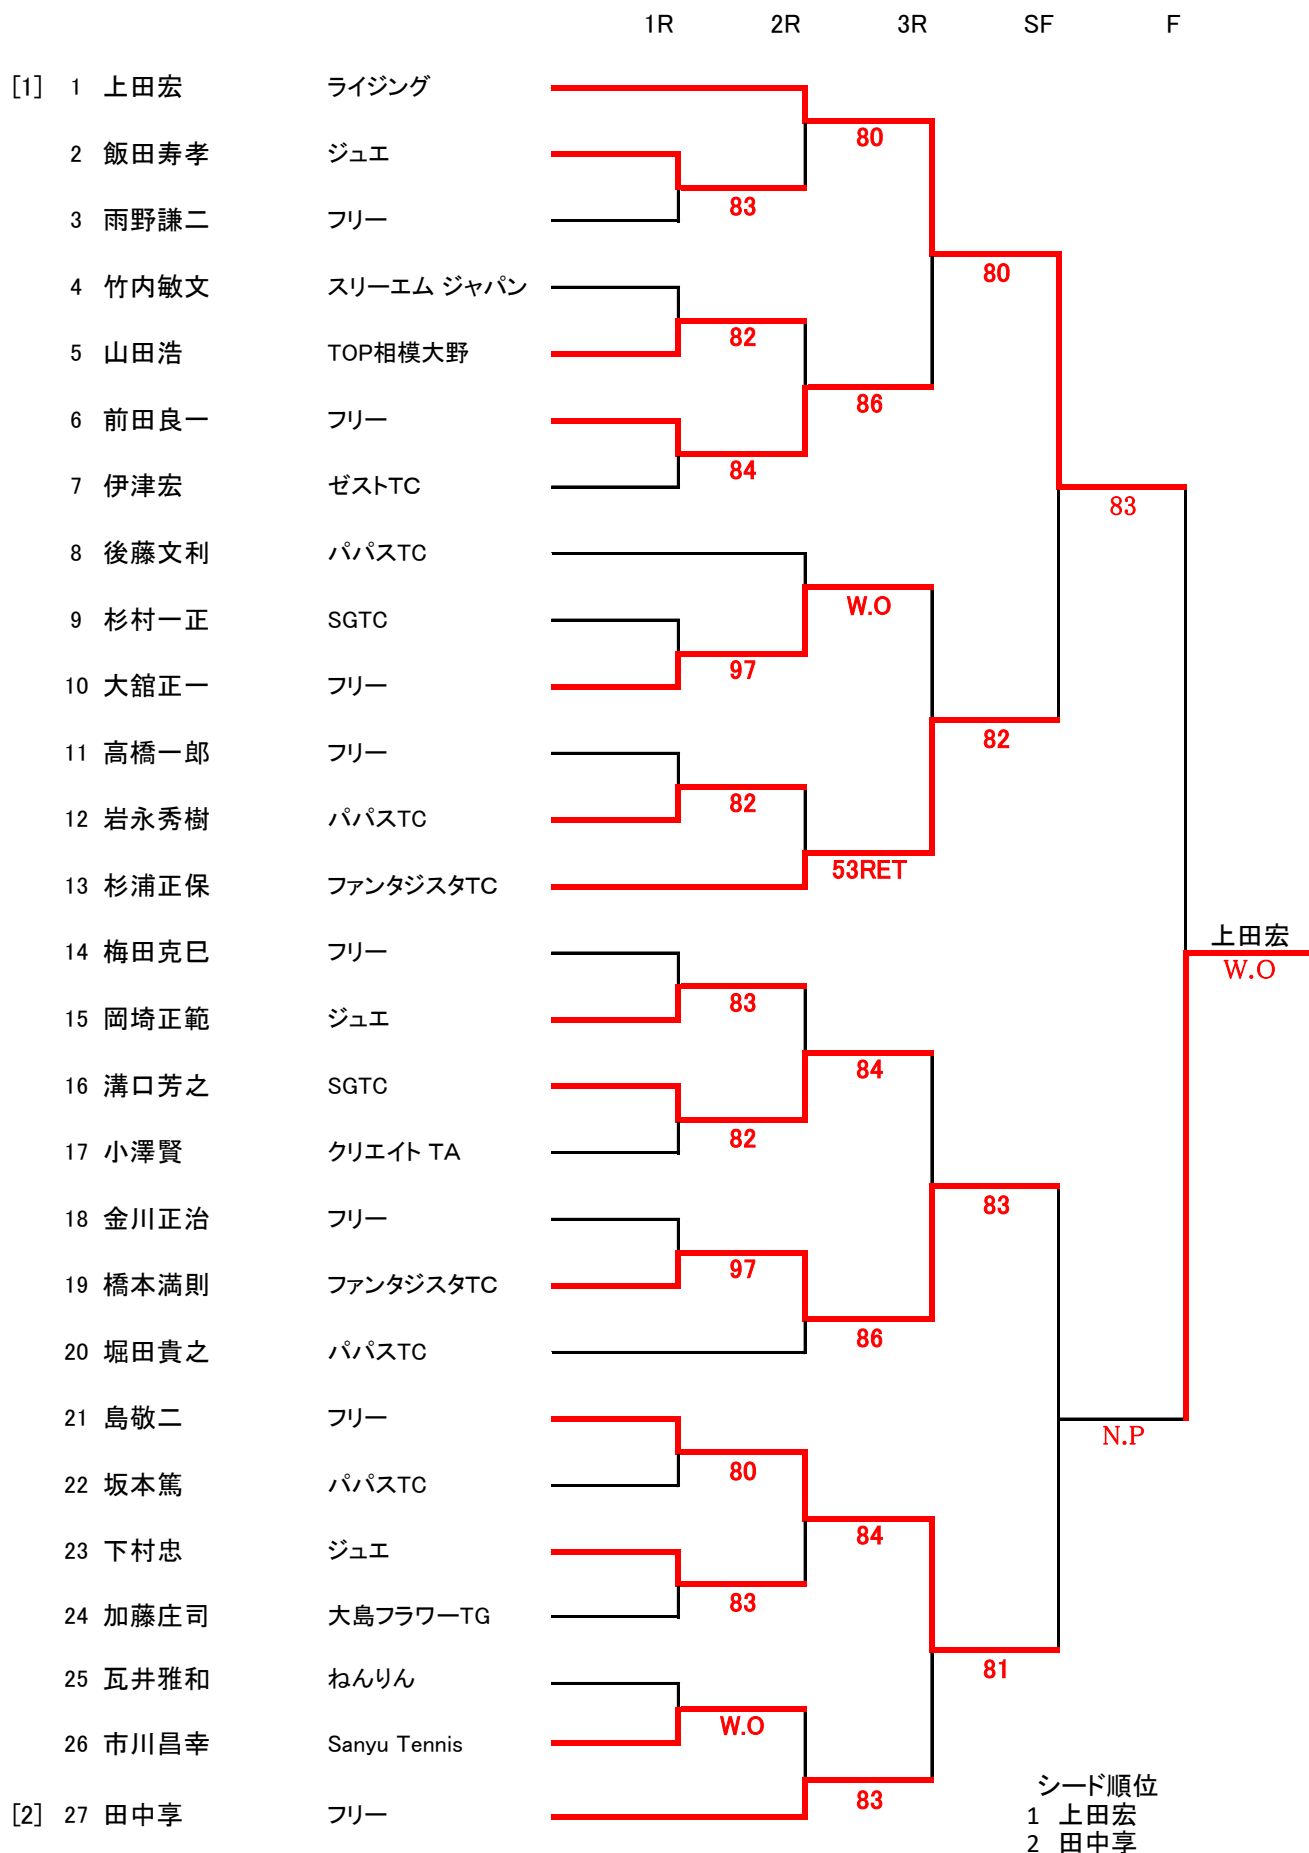 1R 2R 3R SF F
[1] 1 上田宏 ライジング
80
2 飯田寿孝 ジュエ
83
3 雨野謙二 フリー
80
4 竹内敏文 スリーエム ジャパン
82
5 山田浩 TOP相模大野
86
6 前田良一 フリー
84
7 伊津宏 ゼストTC
83
8 後藤文利 パパスTC
W.O
9 杉村一正 SGTC
97
10 大舘正一 フリー
82
11 高橋一郎 フリー
82
12 岩永秀樹 パパスTC
53RET
13 杉浦正保 ファンタジスタTC
上田宏
14 梅田克巳 フリー
W.O
83
15 岡埼正範 ジュエ
84
16 溝口芳之 SGTC
82
17 小澤賢 クリエイト TA
83
18 金川正治 フリー
97
19 橋本満則 ファンタジスタTC
86
20 堀田貴之 パパスTC
21 島敬二 フリー
N.P
80
22 坂本篤 パパスTC
84
23 下村忠 ジュエ
83
24 加藤庄司 大島フラワーTG
81
25 瓦井雅和 ねんりん
W.O
26 市川昌幸 Sanyu Tennis
83
シード順位
[2] 27 田中享 フリー
1 上田宏
2 田中享